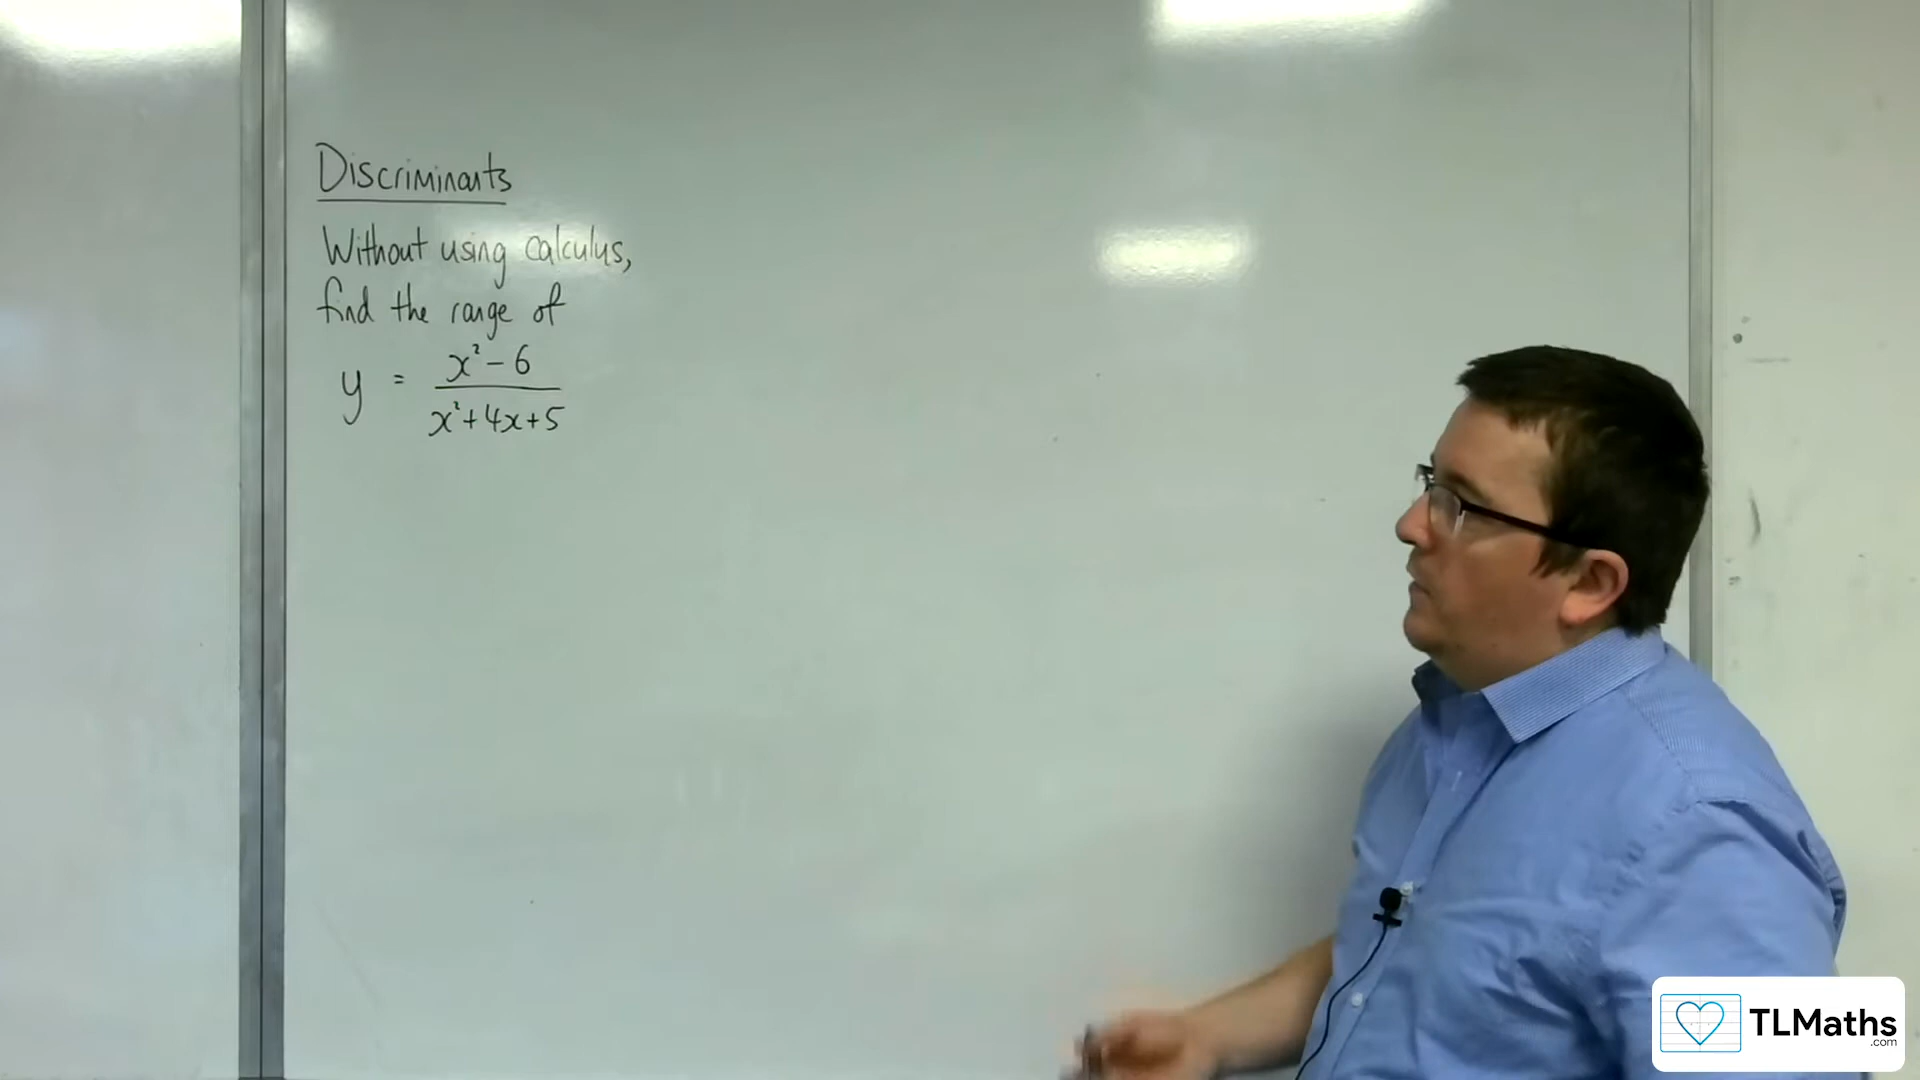 Discriminants
Without using calculus,
find the range of
y = x² - 6 / x² + 4x + 5
TLMaths
.com